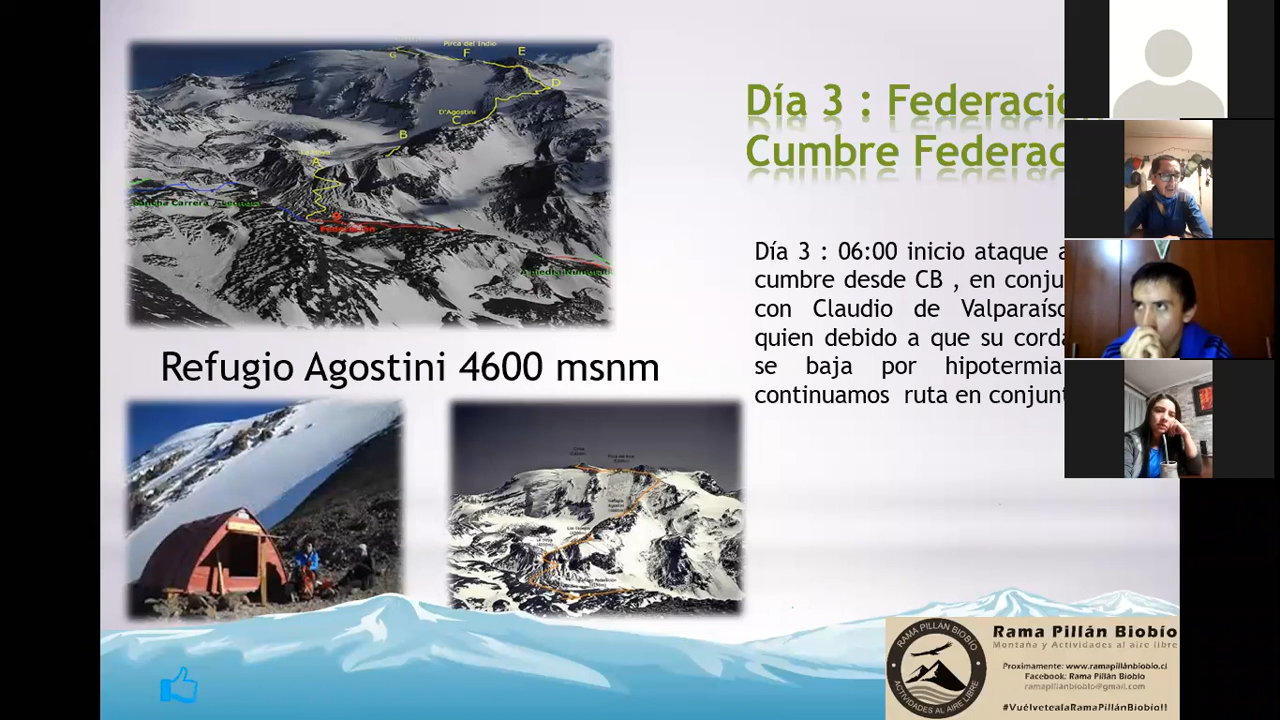 Pirca del Indio
G
F
E
D
D'Agostini
C
B
A
Federación
Día 3 : Federació
Cumbre Federac
Día 3 : 06:00 inicio ataque a
cumbre desde CB , en conju
con Claudio de Valparaíso
quien debido a que su corda
se baja por hipotermia
continuamos ruta en conjunt
Refugio Agostini 4600 msnm
RAMA PILLÁN BIOBÍO
ACTIVIDADES AL AIRE LIBRE
Rama Pillán Biobío
Montaña y Actividades al aire libre
Proximamente: www.ramapillánbiobio.cl
Facebook: Rama Pillán Biobío
ramapillanbiobio@gmail.com
#VuélvetealaRamaPillánBiobío!!